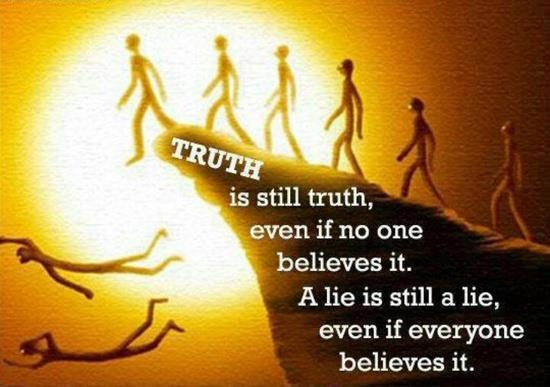 TRUTH
is still truth,
even if no one
believes it.
A lie is still a lie,
even if everyone
believes it.